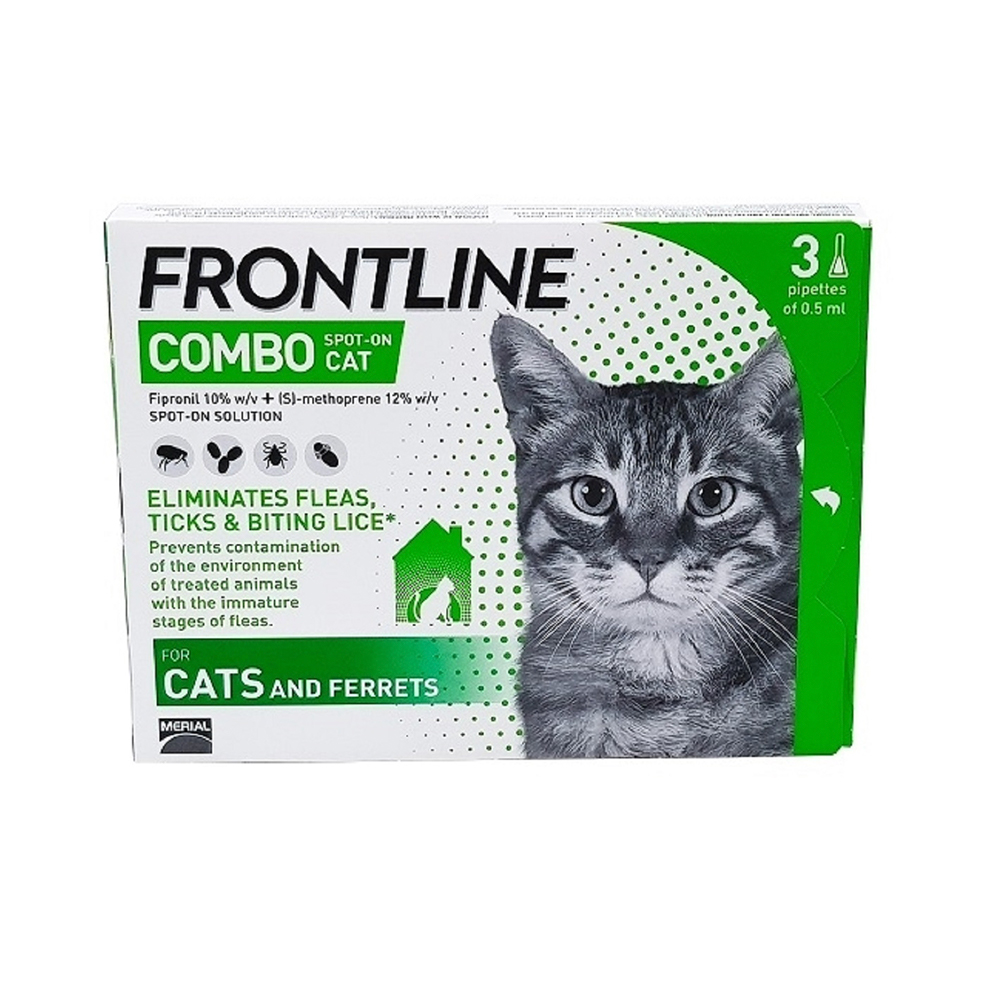 FRONTLINE
COMBO SPOT-ON CAT
Fipronil 10% w/v + (S)-methoprene 12% w/v
SPOT-ON SOLUTION
ELIMINATES FLEAS,
TICKS & BITING LICE*
Prevents contamination
of the environment
of treated animals
with the immature
stages of fleas.
FOR
CATS AND FERRETS
MERIAL
3
pipettes
of 0.5 ml